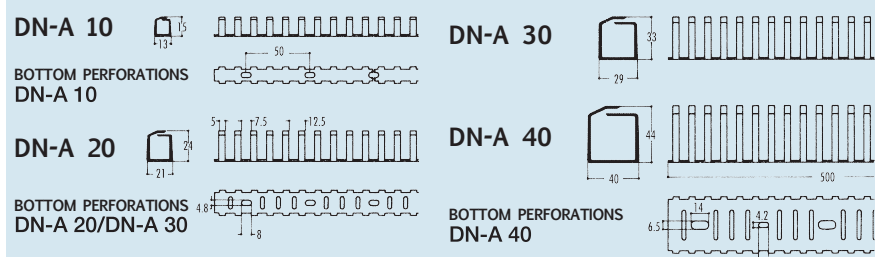 DN-A 10
15
13
50
BOTTOM PERFORATIONS
DN-A 10
5 7.5 12.5
DN-A 20
24
21
BOTTOM PERFORATIONS
DN-A 20/DN-A 30
4.8
8
DN-A 30
33
29
DN-A 40
44
40
500
BOTTOM PERFORATIONS
DN-A 40
14
4.2
6.5